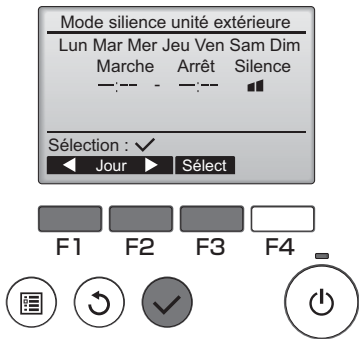 Mode silience unité extérieure
Lun Mar Mer Jeu Ven Sam Dim
Marche Arrêt Silence
—:— - —:—
Sélection : ✓
◀ Jour ▶ Sélect
F1 F2 F3 F4